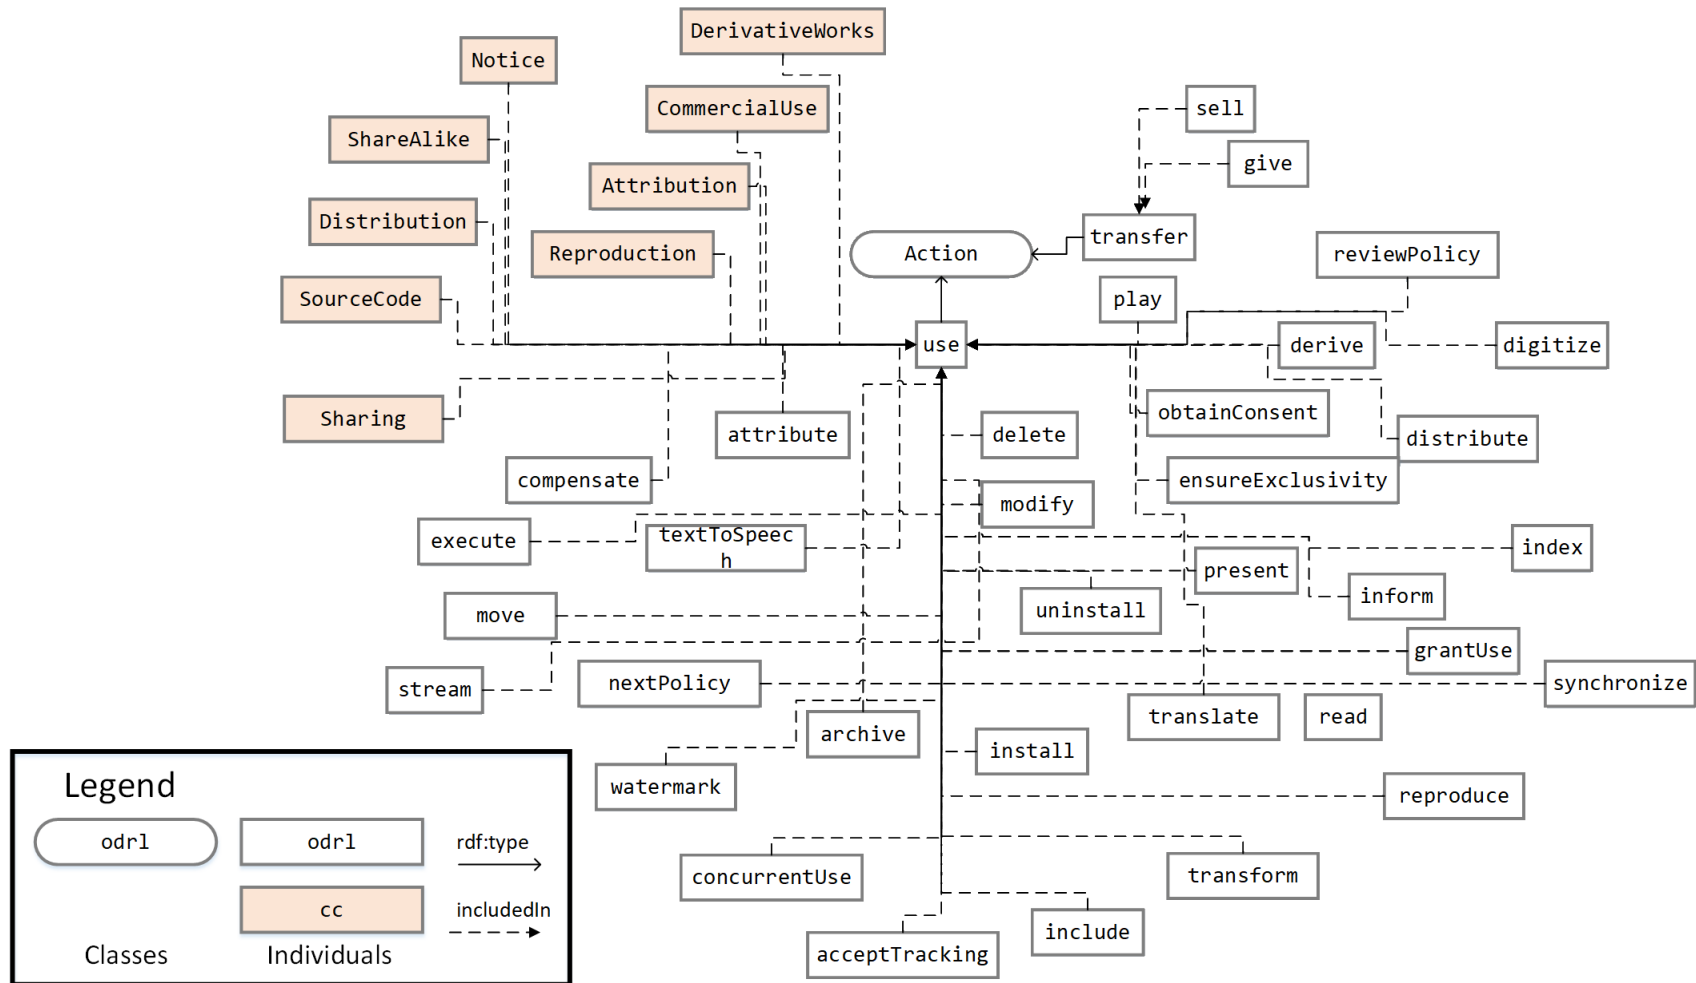 DerivativeWorks
Notice
CommercialUse
sell
ShareAlike
give
Attribution
Distribution
transfer
Reproduction
Action
reviewPolicy
SourceCode
play
use
derive
digitize
obtainConsent
Sharing
attribute
delete
distribute
compensate
ensureExclusivity
modify
execute
textToSpeec
h
index
present
move
uninstall
inform
grantUse
stream
nextPolicy
synchronize
translate
read
archive
install
watermark
reproduce
concurrentUse
transform
include
acceptTracking
Legend
odrl
odrl
rdf:type
cc
includedIn
Classes
Individuals